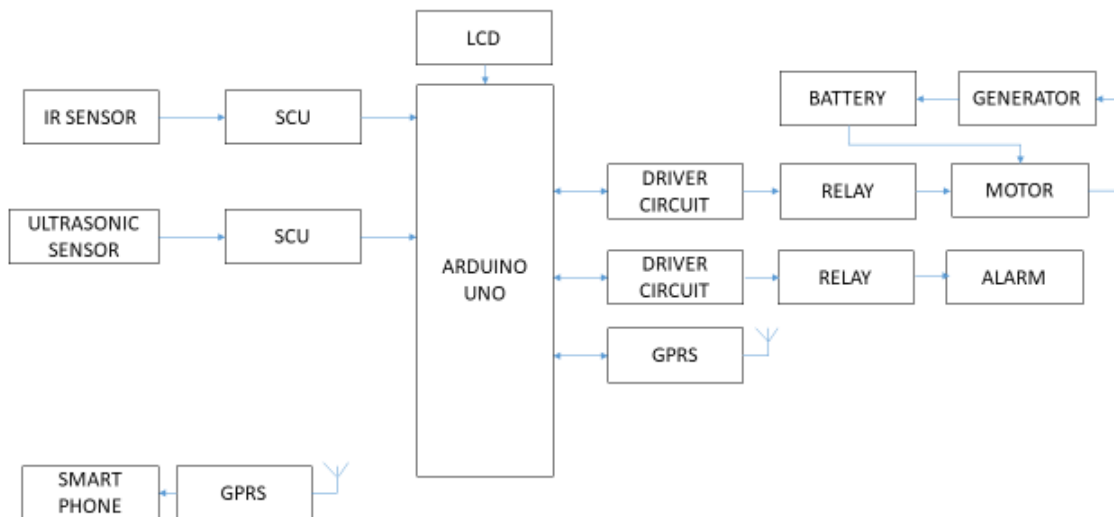 LCD
IR SENSOR
SCU
BATTERY
GENERATOR
DRIVER
CIRCUIT
RELAY
MOTOR
ULTRASONIC
SENSOR
SCU
ARDUINO
UNO
DRIVER
CIRCUIT
RELAY
ALARM
GPRS
SMART
PHONE
GPRS